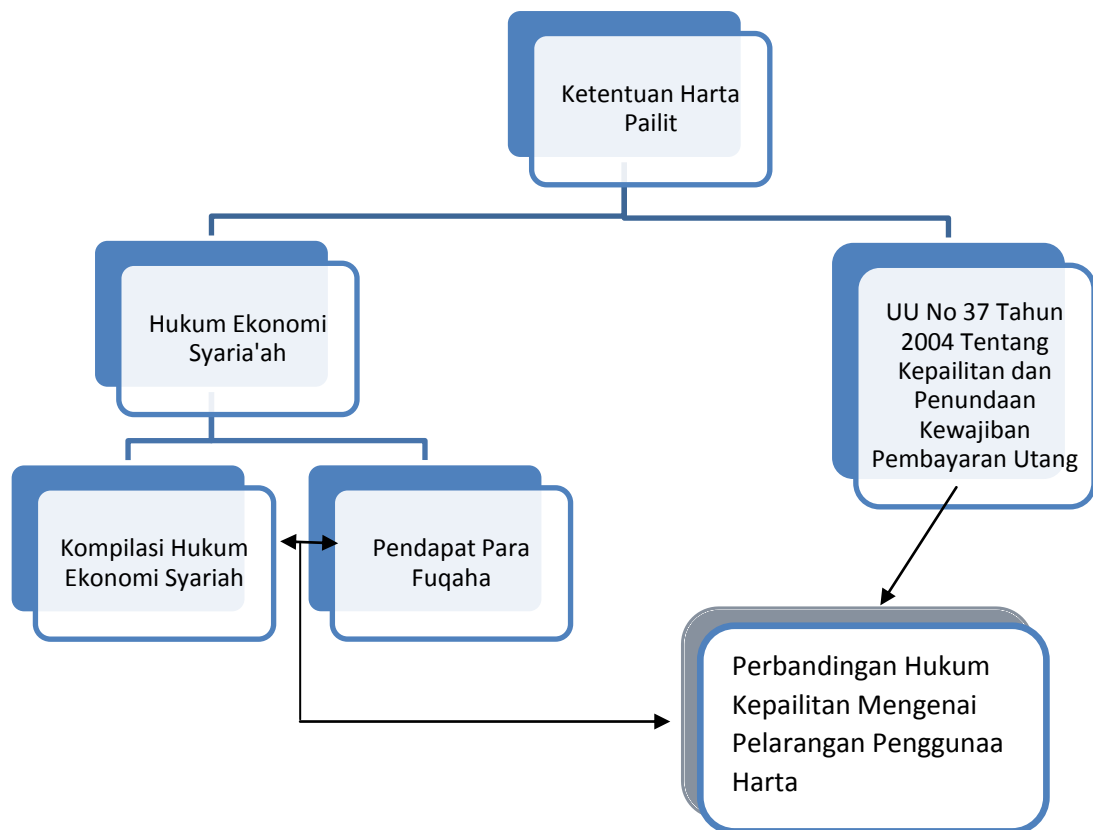 Ketentuan Harta
Pailit
Hukum Ekonomi
Syaria'ah
UU No 37 Tahun
2004 Tentang
Kepailitan dan
Penundaan
Kewajiban
Pembayaran Utang
Kompilasi Hukum
Ekonomi Syariah
Pendapat Para
Fuqaha
Perbandingan Hukum
Kepailitan Mengenai
Pelarangan Penggunaa
Harta